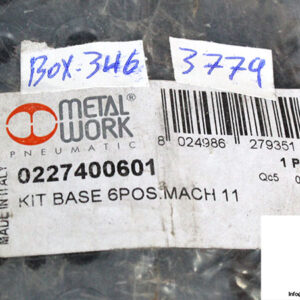 BOX-346
3779
METAL
WORK
®
PNEUMATIC
8 024986 279351
0227400601
1 P
Qc5 0
KIT BASE 6POS.MACH 11
MADE IN ITALY